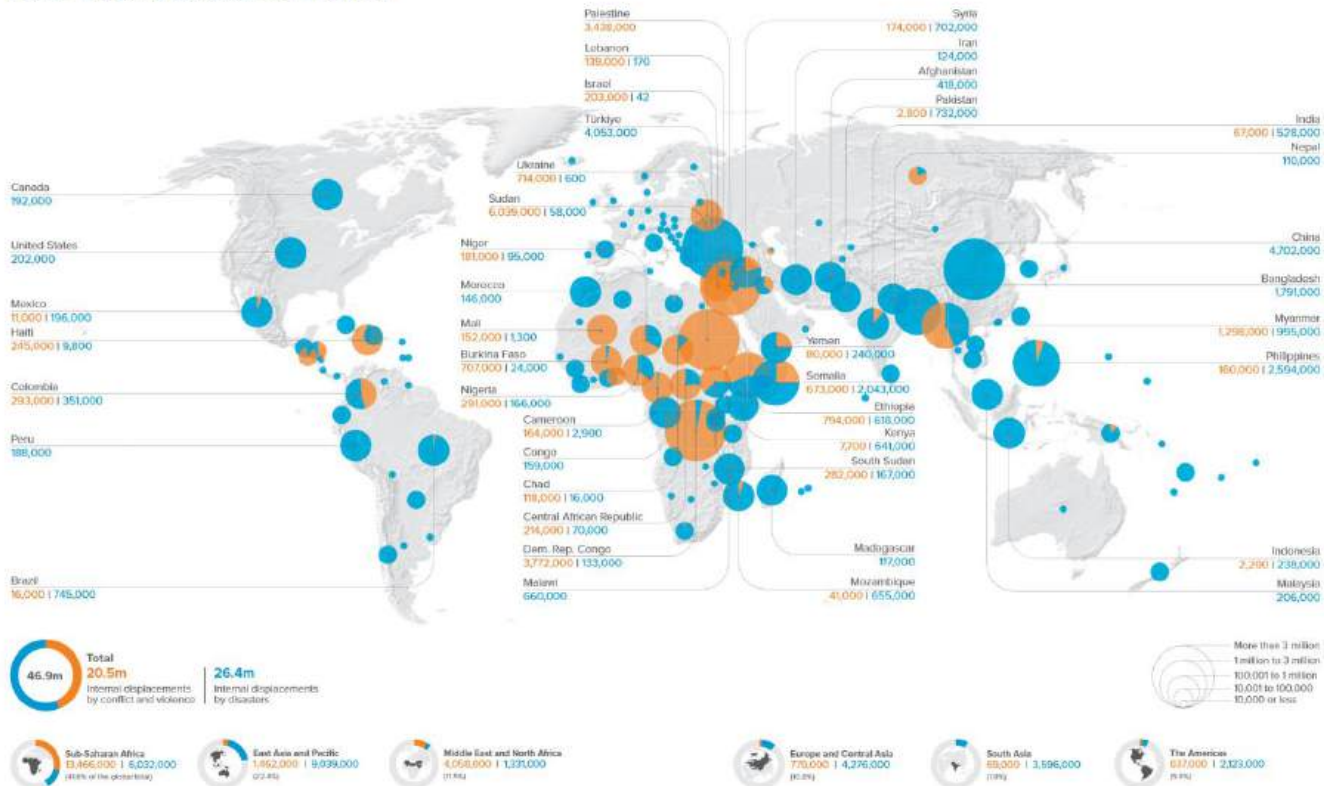 Palestine
3,438,000
Lebanon
139,000 | 170
Israel
203,000 | 42
Türkiye
4,053,000
Ukraine
714,000 | 600
Sudan
6,039,000 | 58,000
Niger
181,000 | 95,000
Morocco
146,000
Mali
152,000 | 1,300
Burkina Faso
707,000 | 24,000
Nigeria
291,000 | 166,000
Cameroon
164,000 | 2,900
Congo
159,000
Chad
118,000 | 16,000
Central African Republic
214,000 | 70,000
Dem. Rep. Congo
3,772,000 | 133,000
Malawi
660,000
Syria
174,000 | 702,000
Iran
124,000
Afghanistan
418,000
Pakistan
2,800 | 732,000
India
67,000 | 528,000
Nepal
110,000
China
4,702,000
Bangladesh
1,791,000
Myanmar
1,298,000 | 995,000
Philippines
160,000 | 2,594,000
Yemen
80,000 | 240,000
Somalia
673,000 | 2,043,000
Ethiopia
794,000 | 618,000
Kenya
7,700 | 641,000
South Sudan
282,000 | 167,000
Madagascar
117,000
Mozambique
41,000 | 655,000
Indonesia
2,200 | 238,000
Malaysia
206,000
Canada
192,000
United States
202,000
Mexico
11,000 | 196,000
Haiti
245,000 | 9,800
Colombia
293,000 | 351,000
Peru
188,000
Brazil
16,000 | 745,000
46.9m
Total
20.5m
Internal displacements
by conflict and violence
26.4m
Internal displacements
by disasters
More than 3 million
1 million to 3 million
100,001 to 1 million
10,001 to 100,000
10,000 or less
Sub-Saharan Africa
13,466,000 | 6,032,000
East Asia and Pacific
1,462,000 | 9,039,000
Middle East and North Africa
4,058,000 | 1,331,000
Europe and Central Asia
4,276,000
South Asia
69,000 | 3,596,000
The Americas
637,000 | 2,123,000